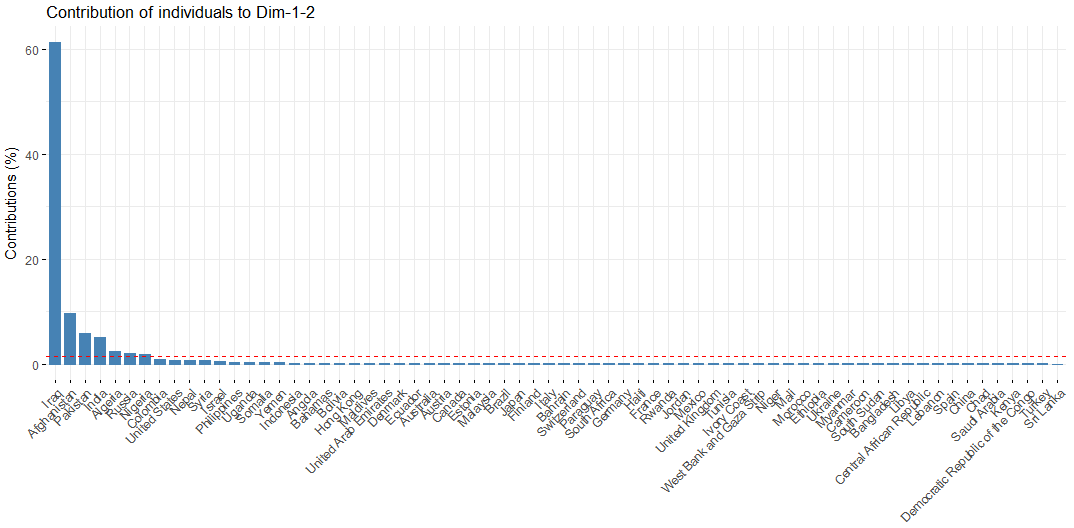 Contribution of individuals to Dim-1-2
Contributions (%)
60
40
20
0
Iraq
Afghanistan
Pakistan
India
Algeria
Russia
Nigeria
Colombia
United States
Nepal
Syria
Israel
Philippines
Uganda
Somalia
Yemen
Indonesia
Angola
Bahamas
Bolivia
Hong Kong
Maldives
United Arab Emirates
Denmark
Ecuador
Australia
Austria
Canada
Estonia
Malaysia
Brazil
Japan
Finland
Italy
Bahrain
Switzerland
Paraguay
South Africa
Germany
Haiti
France
Rwanda
Jordan
Mexico
United Kingdom
Tunisia
Ivory Coast
West Bank and Gaza Strip
Niger
Mali
Morocco
Ethiopia
Ukraine
Myanmar
Cameroon
South Sudan
Bangladesh
Libya
Central African Republic
Lebanon
Spain
China
Chad
Saudi Arabia
Kenya
Democratic Republic of the Congo
Turkey
Sri Lanka